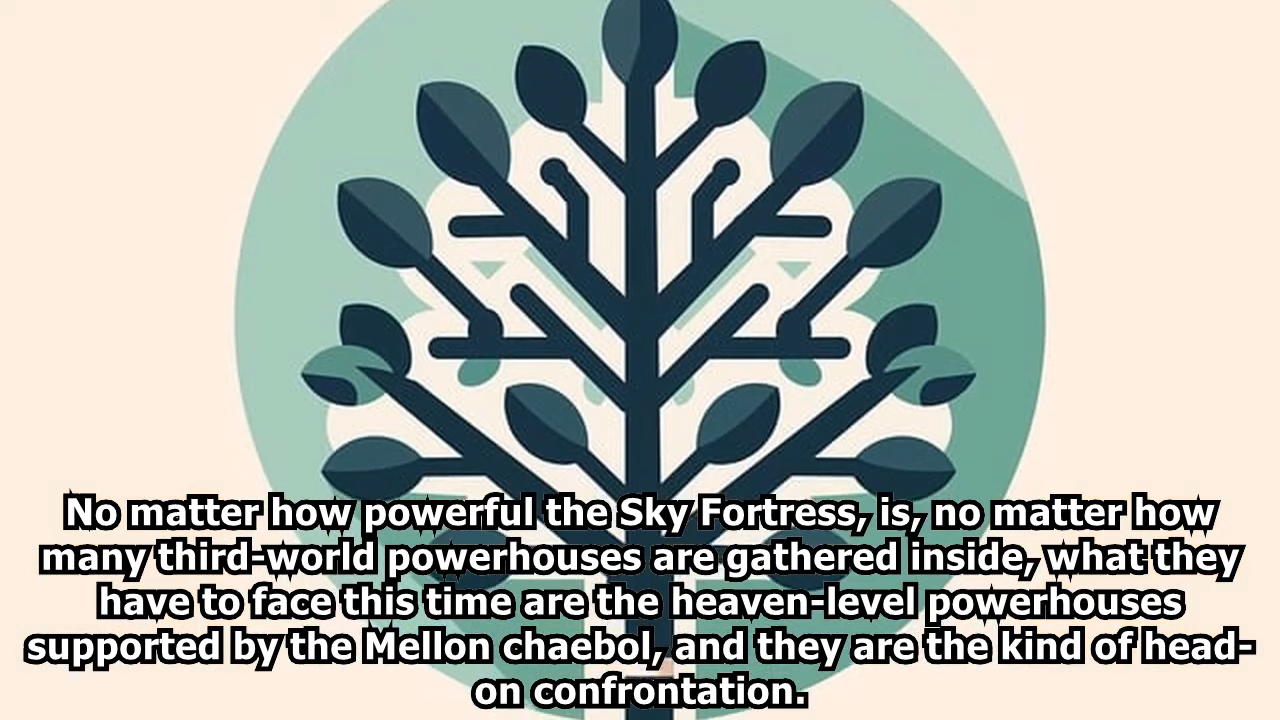 No matter how powerful the Sky Fortress, is, no matter how
many third-world powerhouses are gathered inside, what they
have to face this time are the heaven-level powerhouses
supported by the Mellon chaebol, and they are the kind of head-
on confrontation.